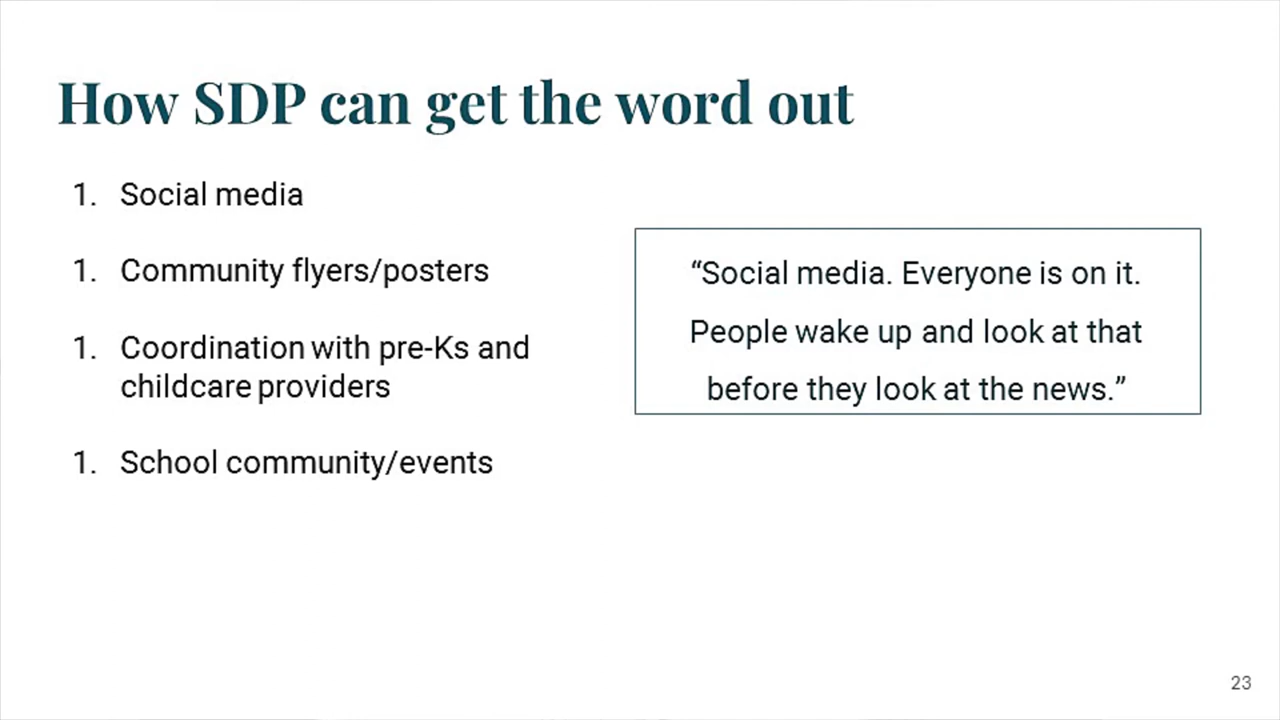 How SDP can get the word out
1. Social media
1. Community flyers/posters
1. Coordination with pre-Ks and
childcare providers
1. School community/events
“Social media. Everyone is on it.
People wake up and look at that
before they look at the news.”
23